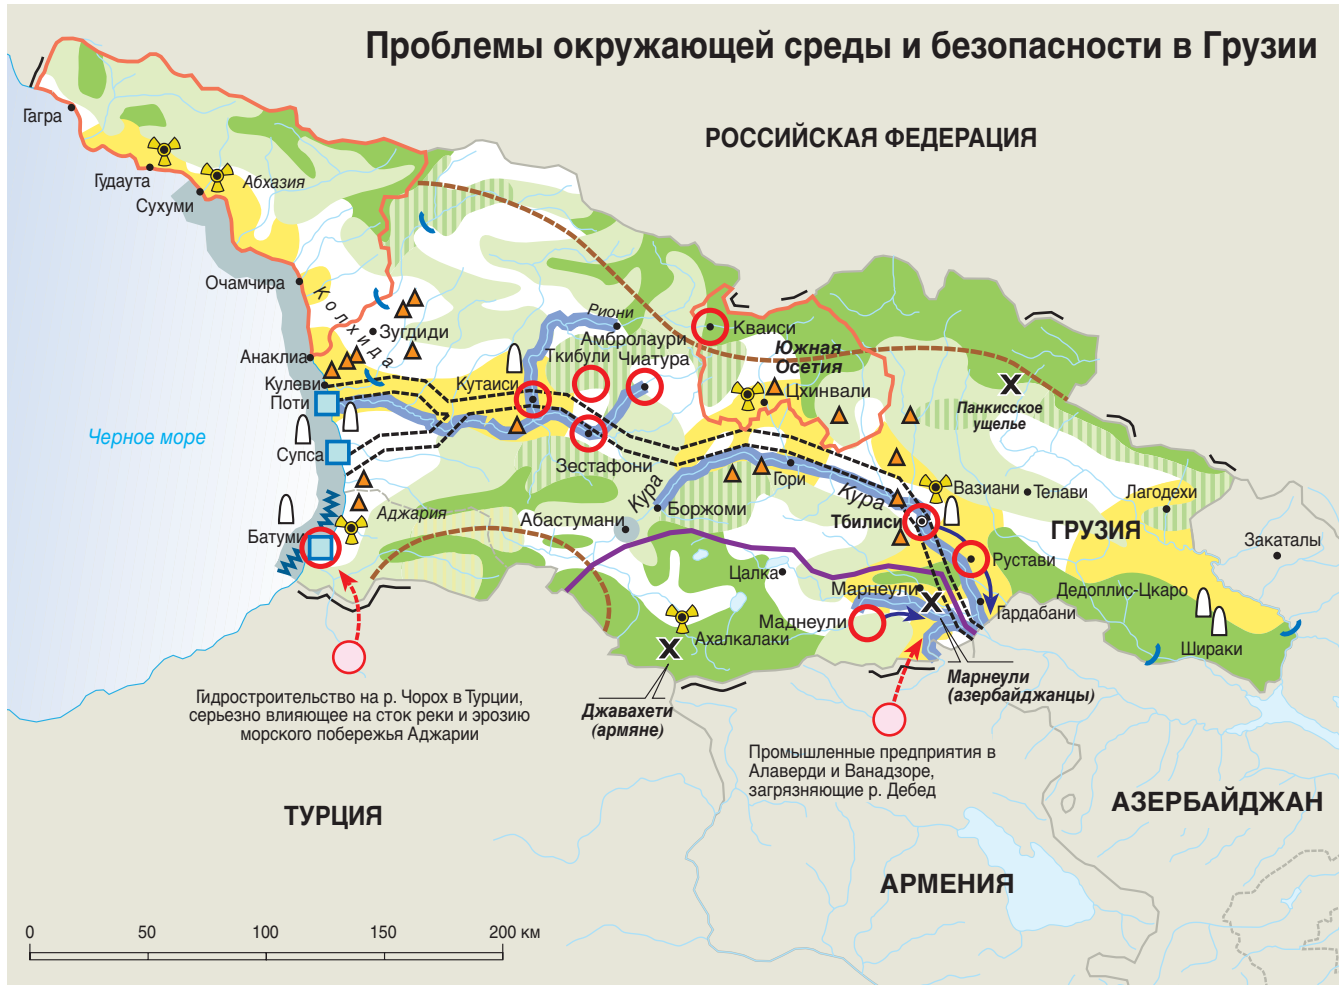 Проблемы окружающей среды и безопасности в Грузии
РОССИЙСКАЯ ФЕДЕРАЦИЯ
Гагра
Гудаута
Абхазия
Сухуми
Очамчира
Колхида
Зугдиди
Риони
Амбролаури
Кваиси
Анаклиа
Ткибули
Чиатура
Южная
Осетия
Кулеви
Кутаиси
Цхинвали
Поти
Панкисское
ущелье
Черное море
Супса
Зестафони
Гори
Кура
Кура
Вазиани
Телави
Лагодехи
Аджария
Абастумани
Боржоми
Тбилиси
ГРУЗИЯ
Батуми
Закаталы
Цалка
Рустави
Марнеули
Дедоплис-Цкаро
Гардабани
Маднеули
Ахалкалаки
Шираки
Марнеули
(азербайджанцы)
Гидростроительство на р. Чорох в Турции,
серьезно влияющее на сток реки и эрозию
морского побережья Аджарии
Джавахети
(армяне)
Промышленные предприятия в
Алаверди и Ванадзоре,
загрязняющие р. Дебед
ТУРЦИЯ
АЗЕРБАЙДЖАН
АРМЕНИЯ
0 50 100 150 200 км